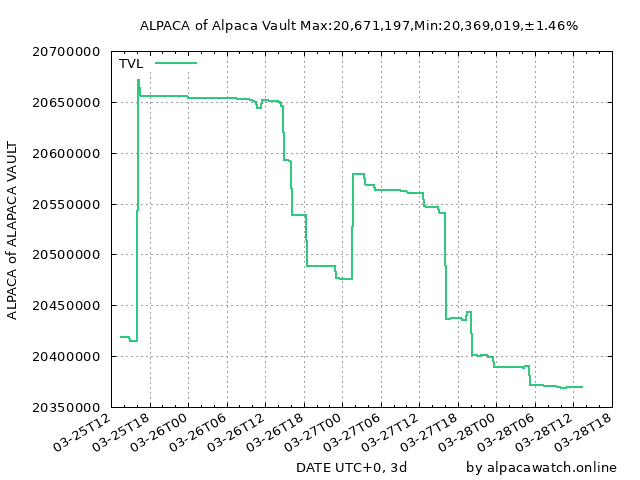 ALPACA of Alpaca Vault Max:20,671,197,Min:20,369,019,±1.46%
TVL
ALPACA of ALAPACA VAULT
20700000
20650000
20600000
20550000
20500000
20450000
20400000
20350000
03-25T12
03-25T18
03-26T00
03-26T06
03-26T12
03-26T18
03-27T00
03-27T06
03-27T12
03-27T18
03-28T00
03-28T06
03-28T12
03-28T18
DATE UTC+0, 3d
by alpacawatch.online